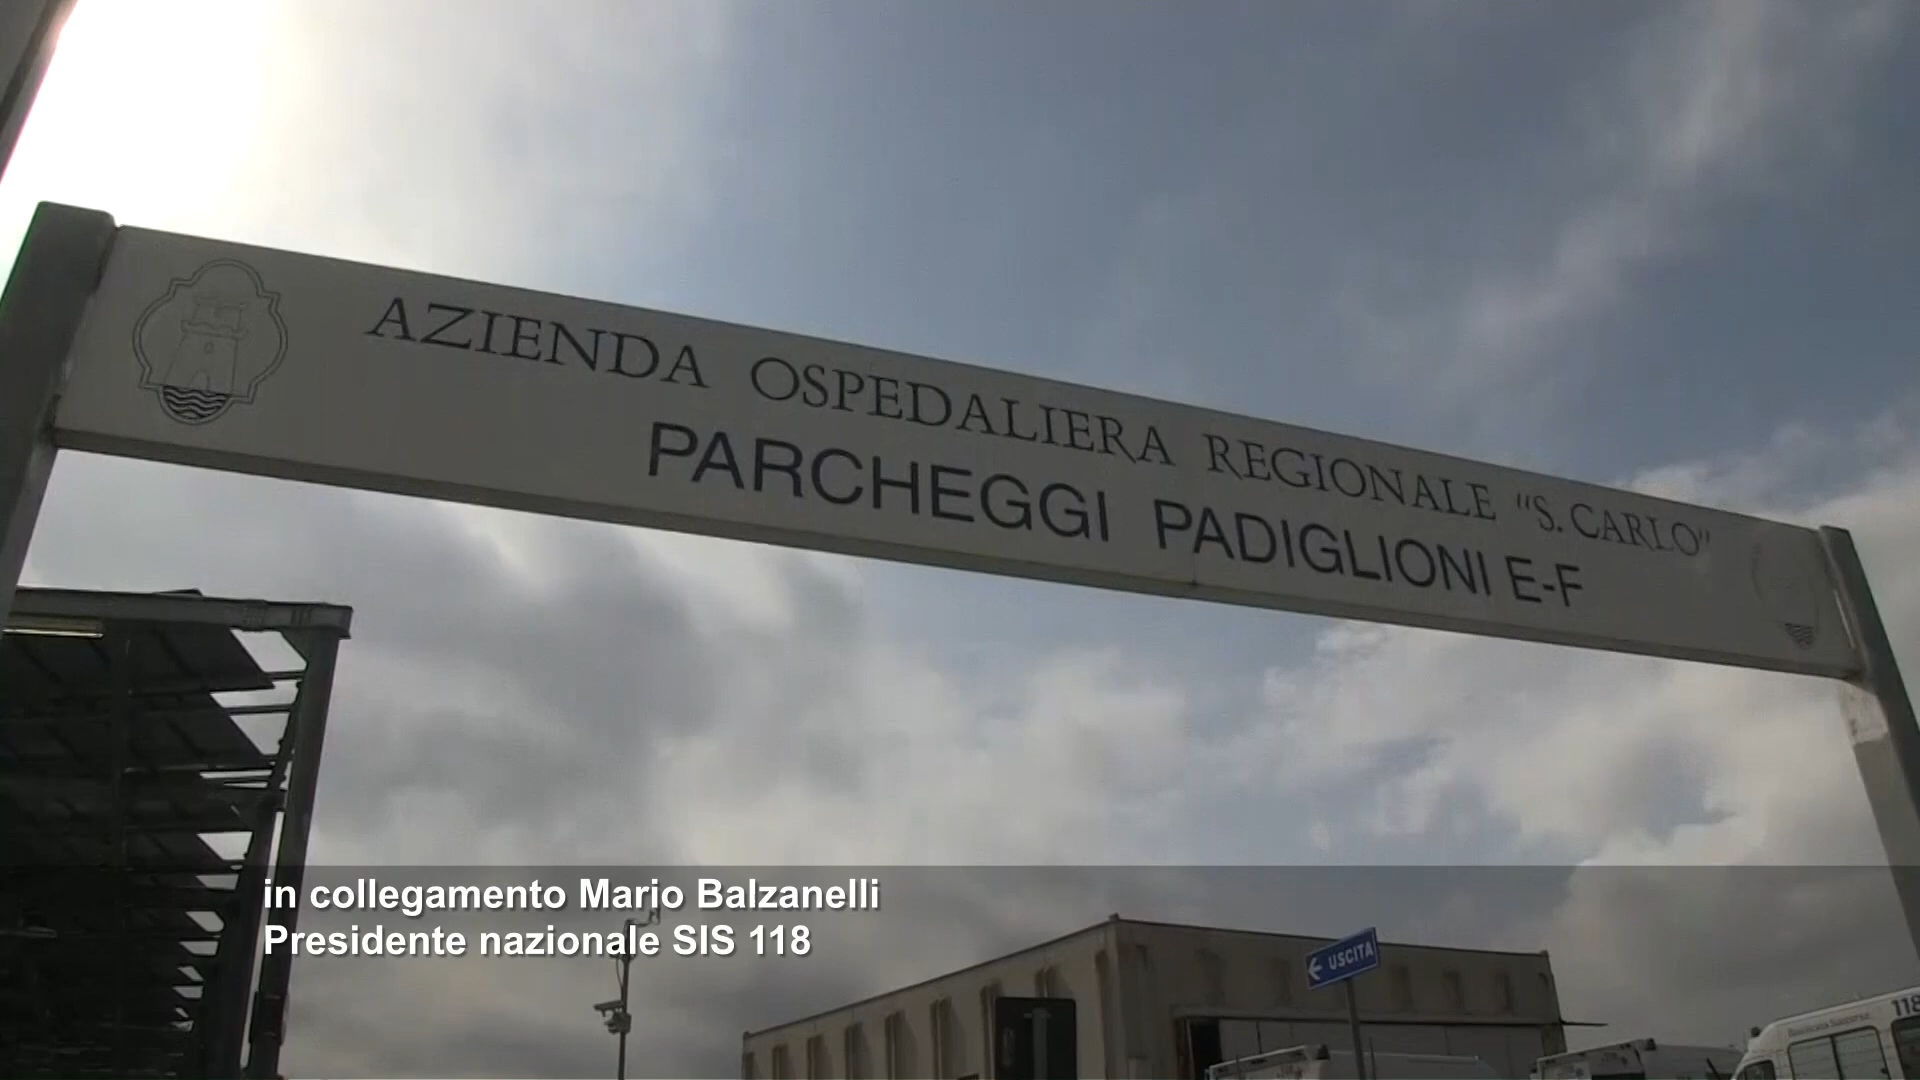 AZIENDA OSPEDALIERA REGIONALE "S. CARLO"
PARCHEGGI PADIGLIONI E-F
in collegamento Mario Balzanelli
Presidente nazionale SIS 118
USCITA
118